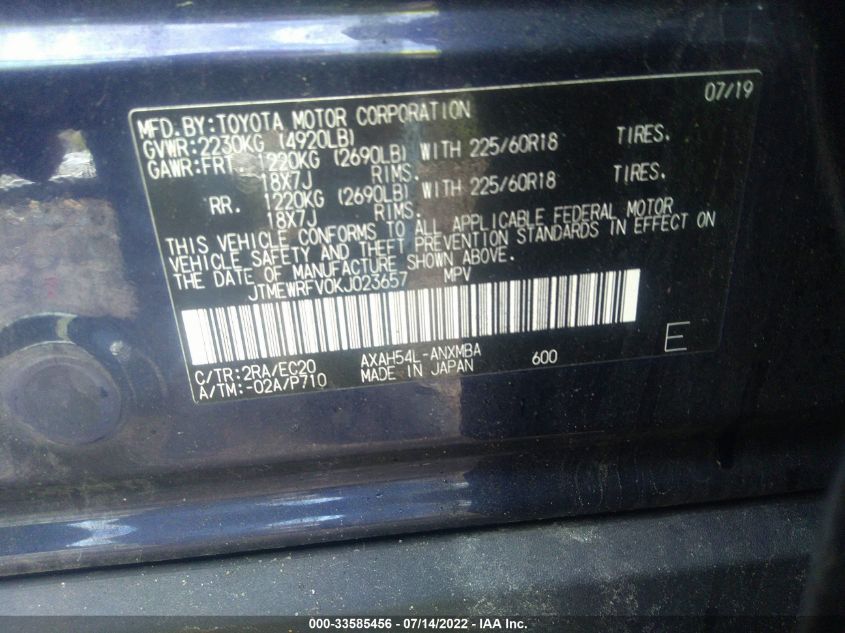 07/19
MFD.BY:TOYOTA MOTOR CORPORATION
GVWR:2230KG (4920LB)
GAWR:FRT. 1220KG (2690LB) WITH 225/60R18 TIRES.
18X7J RIMS.
RR. 1220KG (2690LB) WITH 225/60R18 TIRES.
18X7J RIMS.
THIS VEHICLE CONFORMS TO ALL APPLICABLE FEDERAL MOTOR
VEHICLE SAFETY AND THEFT PREVENTION STANDARDS IN EFFECT ON
THE DATE OF MANUFACTURE SHOWN ABOVE.
JTMEWRFV0KJ023657 MPV
C/TR:2RA/EC20 AXAH54L-ANXMBA 600 E
A/TM:-02A/P710 MADE IN JAPAN
000-33585456 - 07/14/2022 - IAA Inc.